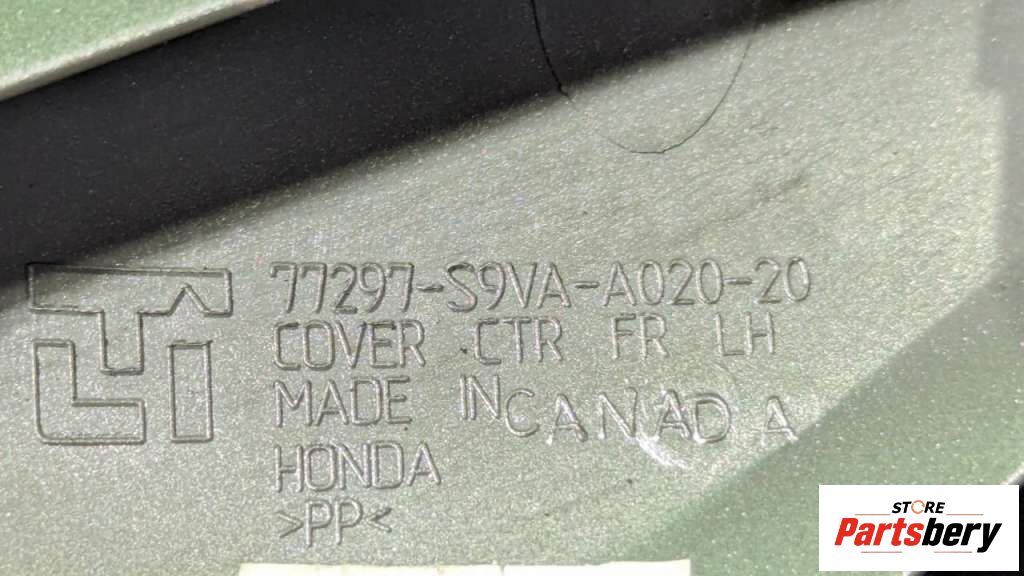 77297-S9VA-A020-20
COVER CTR FR LH
MADE IN CANADA
HONDA
>PP<
STORE
Partsbery